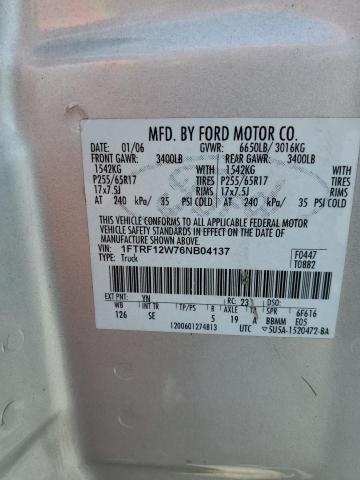 MFD. BY FORD MOTOR CO.
DATE: 01/06 GVWR: 6650LB/ 3016KG
FRONT GAWR: 3400LB REAR GAWR: 3400LB
1542KG WITH 1542KG WITH
P255/65R17 TIRES P255/65R17 TIRES
17x7.5J RIMS 17x7.5J RIMS
AT 240 kPa/ 35 PSI COLD AT 240 kPa/ 35 PSI COLD
THIS VEHICLE CONFORMS TO ALL APPLICABLE FEDERAL MOTOR
VEHICLE SAFETY STANDARDS IN EFFECT ON THE DATE OF
MANUFACTURE SHOWN ABOVE.
VIN: 1FTRF12W76NB04137 F0447
TYPE: Truck T0882
EXT PNT: YN RC: 23 DSO:
WB INT TR TP/PS R AXLE TR SPR 6F616
126 SE 5 19 A BBMM E05
1200601274813 UTC 5U5A-1520472-BA